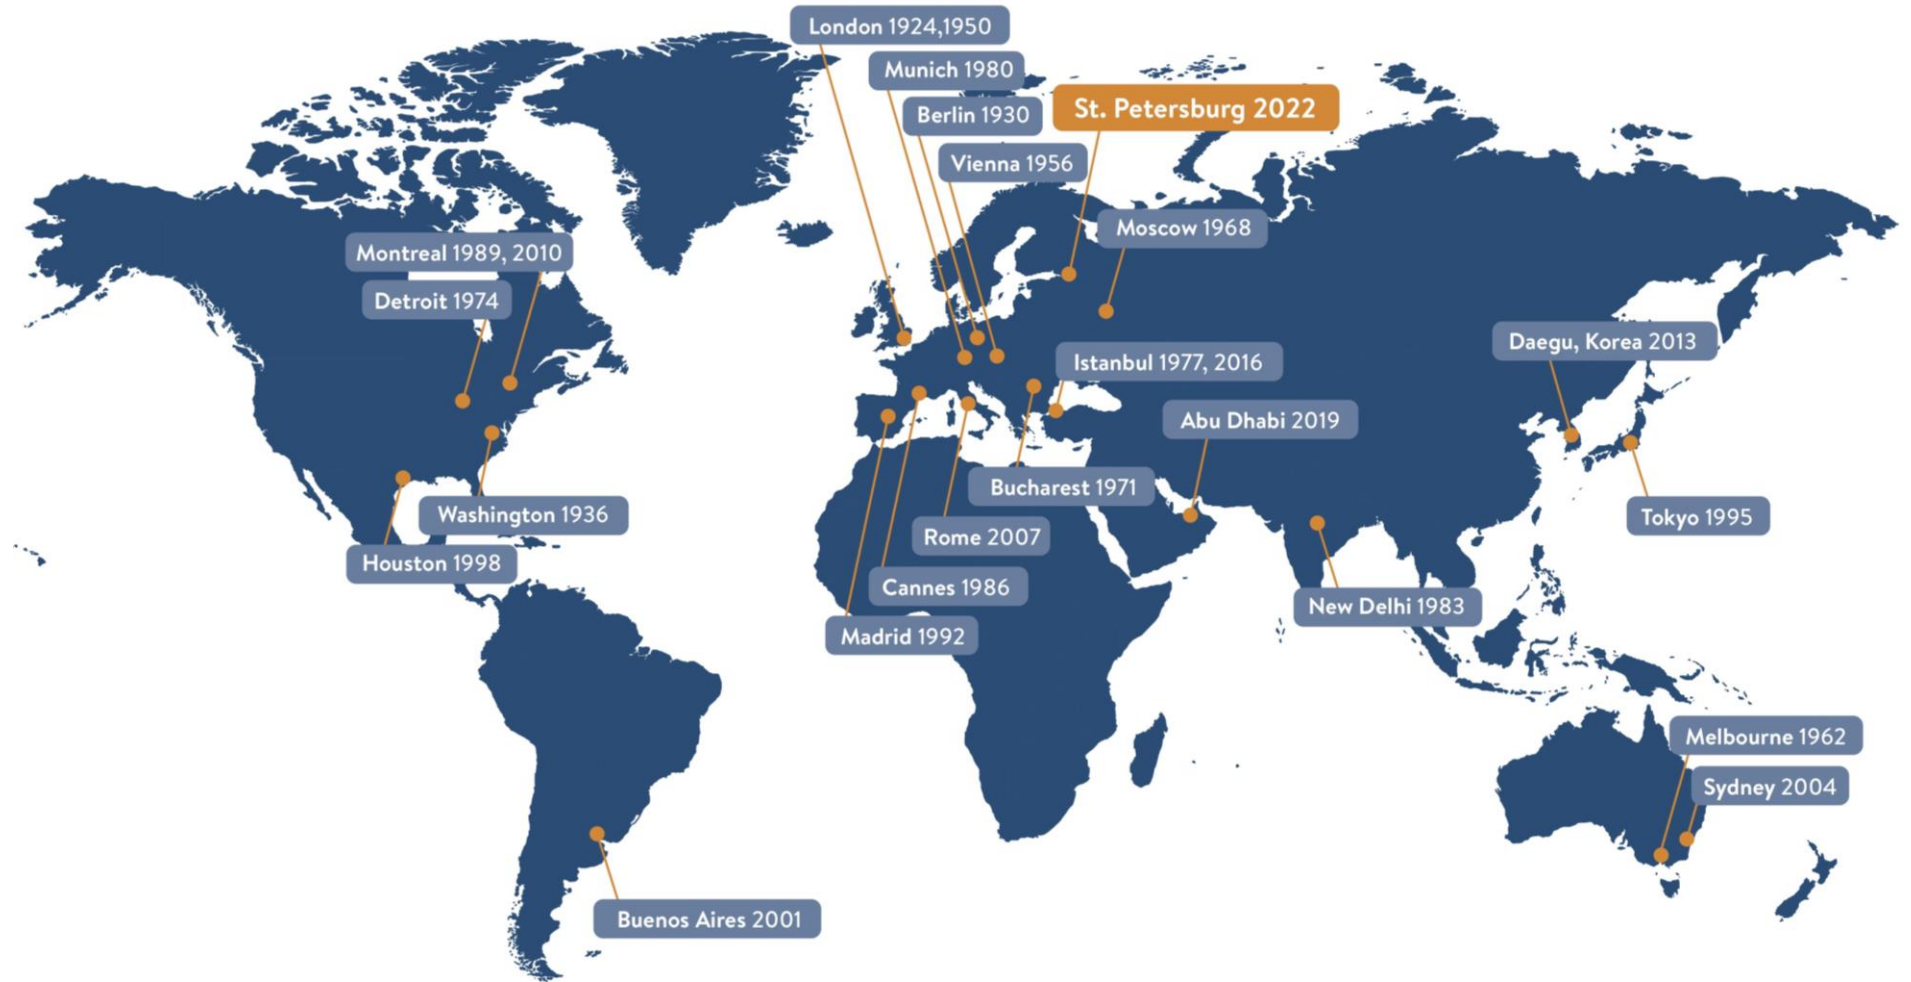 London 1924,1950
Munich 1980
St. Petersburg 2022
Berlin 1930
Vienna 1956
Moscow 1968
Montreal 1989, 2010
Detroit 1974
Daegu, Korea 2013
Istanbul 1977, 2016
Abu Dhabi 2019
Bucharest 1971
Washington 1936
Tokyo 1995
Rome 2007
Houston 1998
Cannes 1986
New Delhi 1983
Madrid 1992
Melbourne 1962
Sydney 2004
Buenos Aires 2001